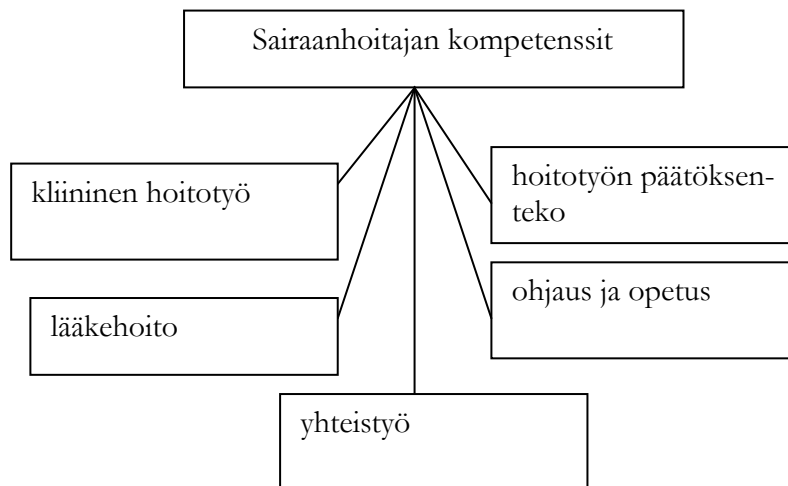 Sairaanhoitajan kompetenssit
kliininen hoitotyö
hoitotyön päätöksen-
teko
lääkehoito
ohjaus ja opetus
yhteistyö